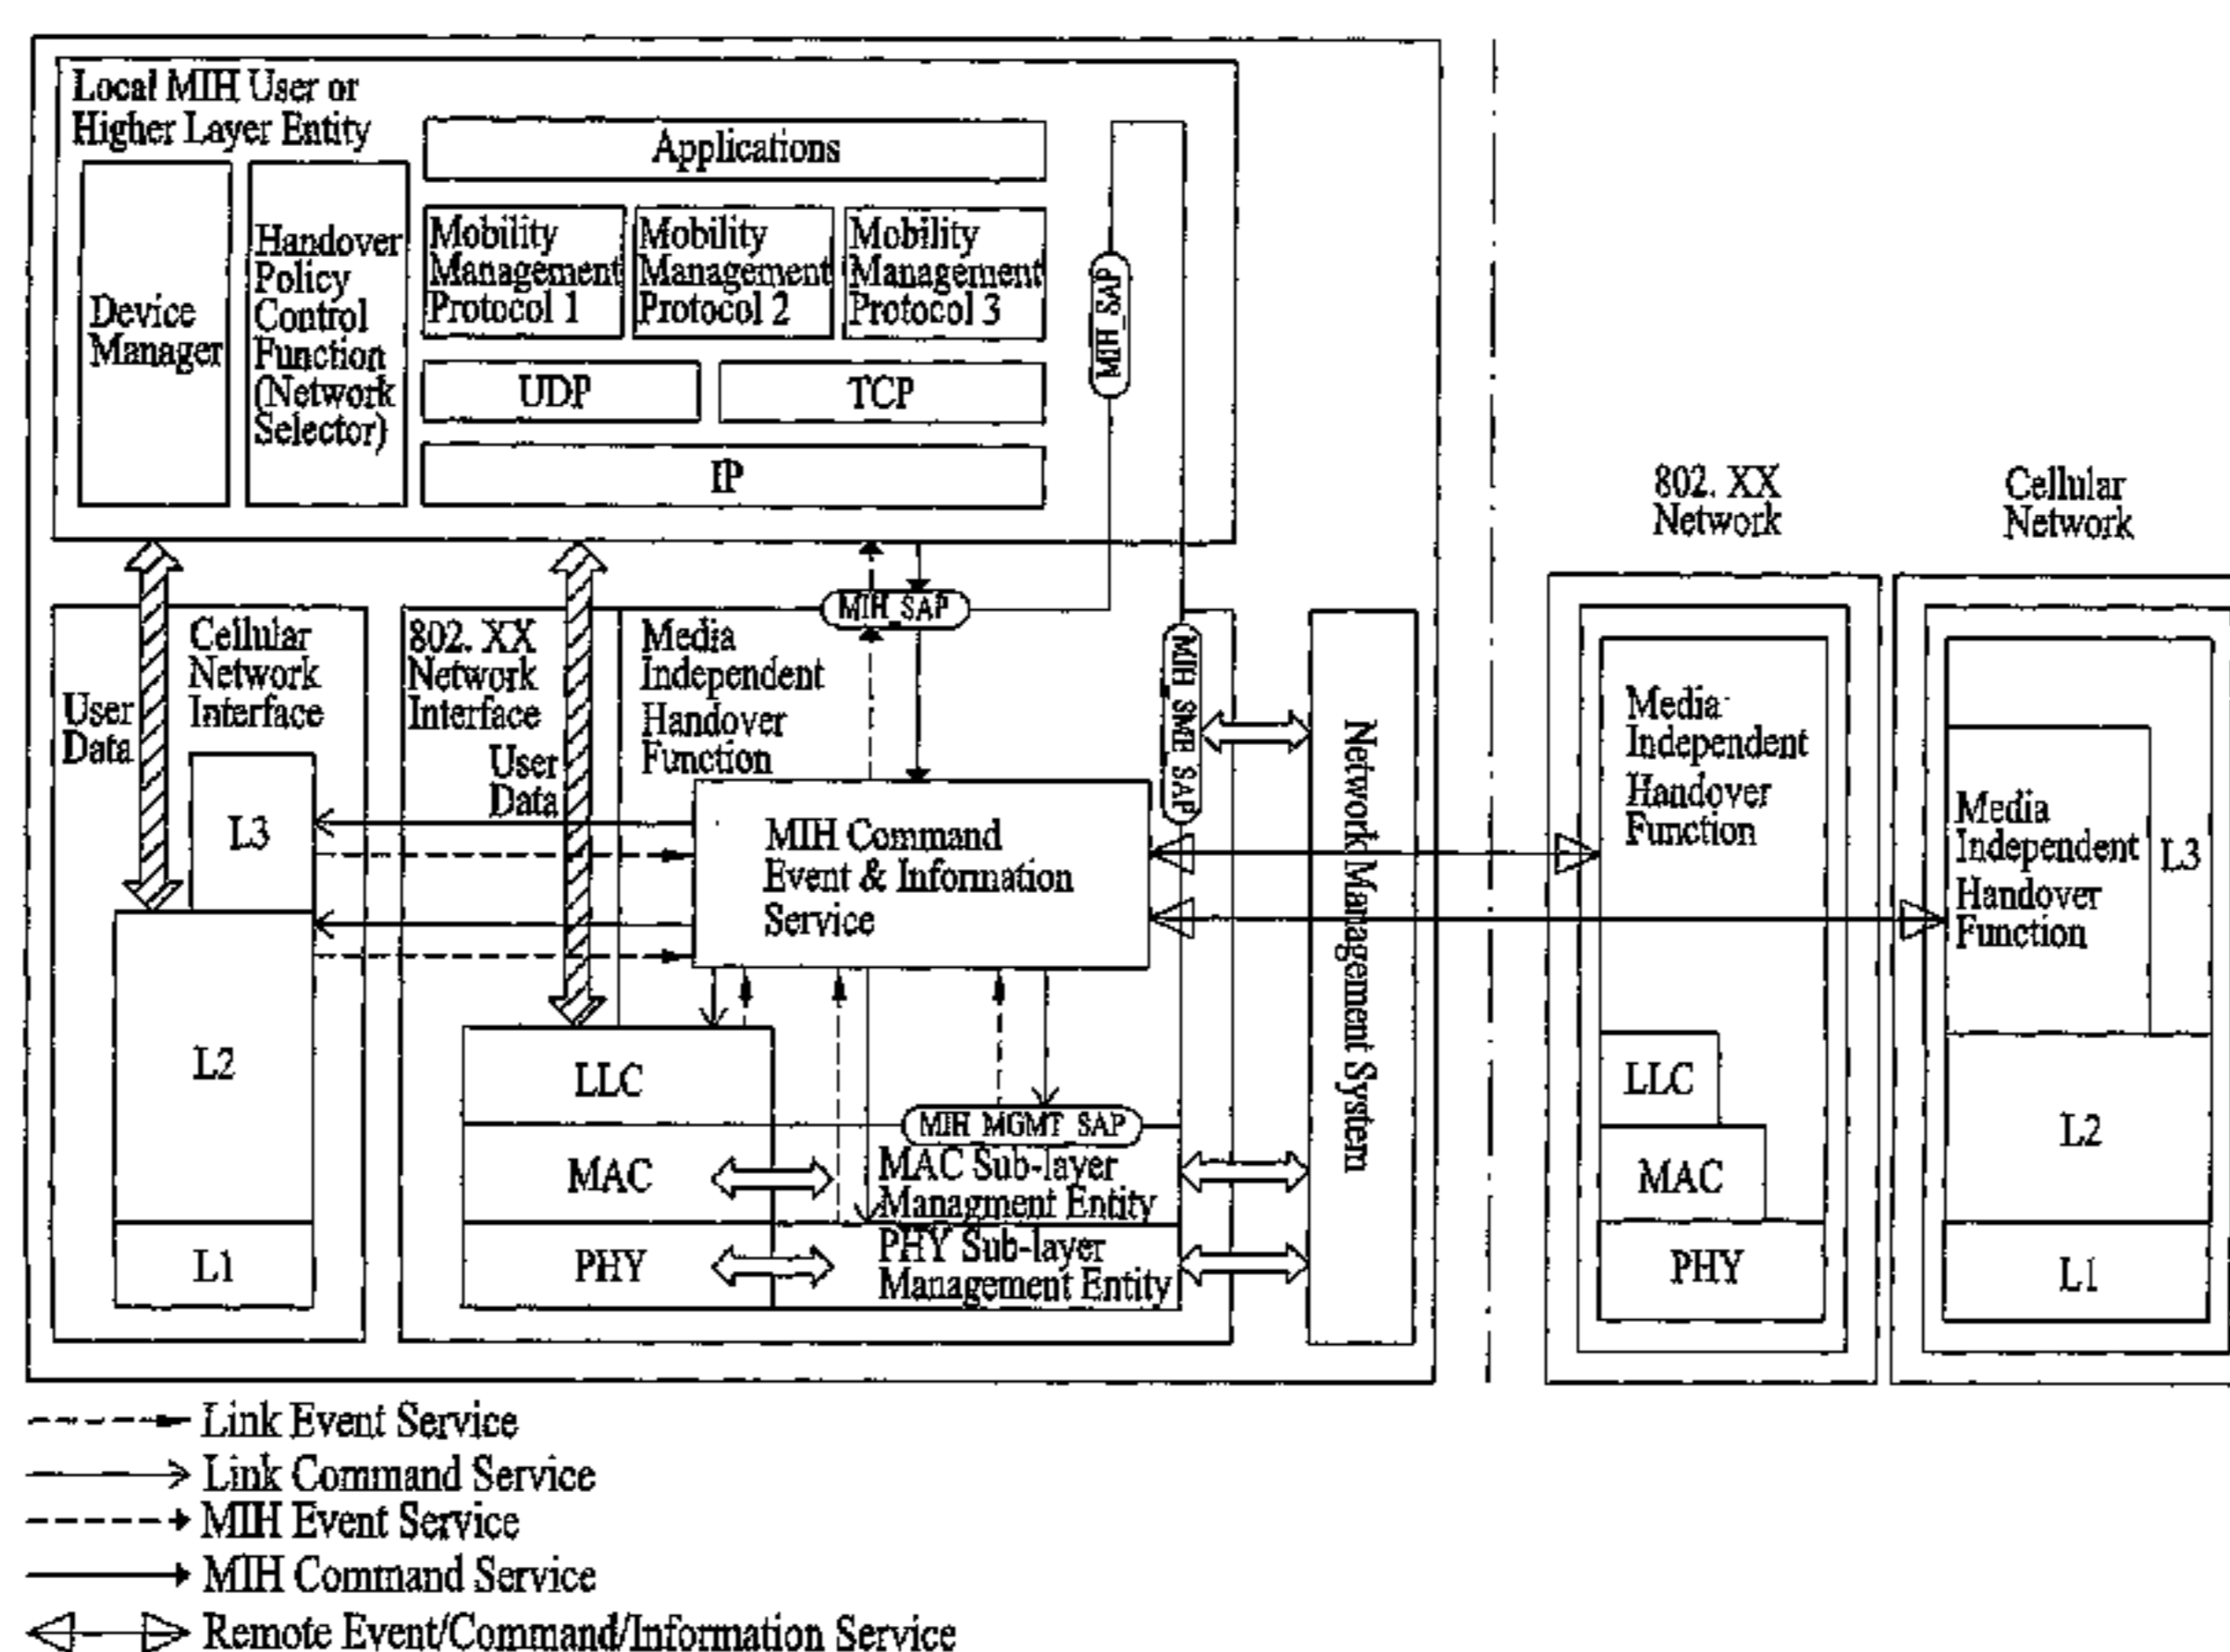 Local MIH User or
Higher Layer Entity
Applications
Device
Manager
Handover
Policy
Control
Function
(Network
Selector)
Mobility
Management
Protocol 1
Mobility
Management
Protocol 2
Mobility
Management
Protocol 3
MIH_SAP
UDP
TCP
IP
802. XX
Network
Cellular
Network
MIH_SAP
User
Data
Cellular
Network
Interface
802. XX
Network
Interface
User
Data
Media
Independent
Handover
Function
MIH_SME_SAP
Network Management System
L3
MIH Command
Event & Information
Service
L2
L1
LLC
MIH_MGMT_SAP
MAC
MAC Sub-layer
Managment Entity
PHY
PHY Sub-layer
Management Entity
Media
Independent
Handover
Function
LLC
MAC
PHY
Media
Independent
Handover
Function
L3
L2
L1
Link Event Service
Link Command Service
MIH Event Service
MIH Command Service
Remote Event/Command/Information Service